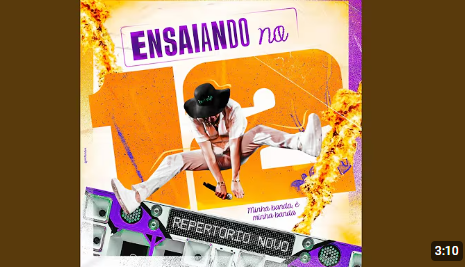 ENSAIANDO no
12
Minha banda é
minha banda
REPERTÓRIO NOVO
3:10